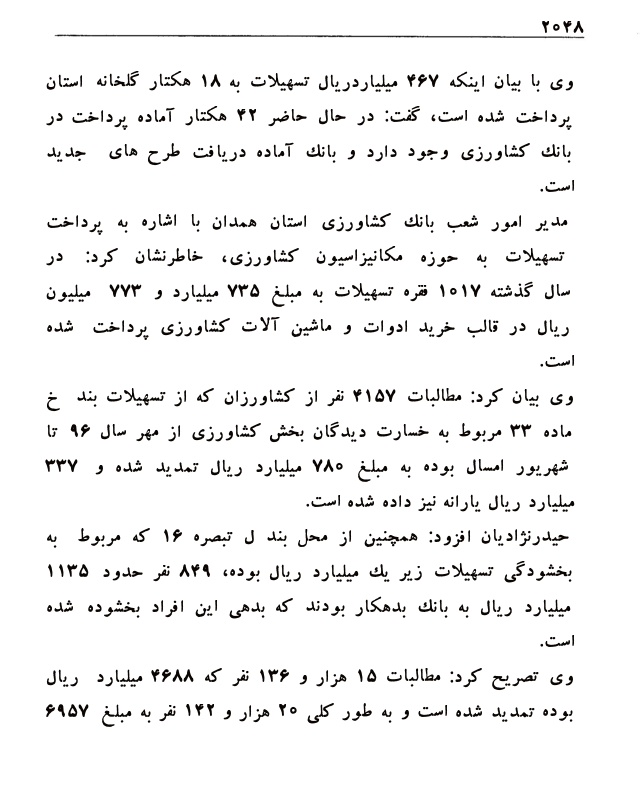 ۲۰۴۸
وی با بیان اینکه ۴۶۷ میلیاردریال تسهیلات به ۱۸ هکتار گلخانه استان
پرداخت شده است، گفت: در حال حاضر ۴۲ هکتار آماده پرداخت در
بانك کشاورزی وجود دارد و بانك آماده دریافت طرح های جدید
است.
مدیر امور شعب بانك کشاورزی استان همدان با اشاره به پرداخت
تسهیلات به حوزه مکانیزاسیون کشاورزی، خاطرنشان کرد: در
سال گذشته ۱۰۱۷ فقره تسهیلات به مبلغ ۷۳۵ میلیارد و ۷۷۳ میلیون
ریال در قالب خرید ادوات و ماشین آلات کشاورزی پرداخت شده
است.
وی بیان کرد: مطالبات ۴۱۵۷ نفر از کشاورزان که از تسهیلات بند خ
ماده ۳۳ مربوط به خسارت دیدگان بخش کشاورزی از مهر سال ۹۶ تا
شهریور امسال بوده به مبلغ ۷۸۰ میلیارد ریال تمدید شده و ۳۳۷
میلیارد ریال یارانه نیز داده شده است.
حیدرنژادیان افزود: همچنین از محل بند ل تبصره ۱۶ که مربوط به
بخشودگی تسهیلات زیر یك میلیارد ریال بوده، ۸۴۹ نفر حدود ۱۱۳۵
میلیارد ریال به بانك بدهکار بودند که بدهی این افراد بخشوده شده
است.
وی تصریح کرد: مطالبات ۱۵ هزار و ۱۳۶ نفر که ۴۶۸۸ میلیارد ریال
بوده تمدید شده است و به طور کلی ۲۰ هزار و ۱۴۲ نفر به مبلغ ۶۹۵۷